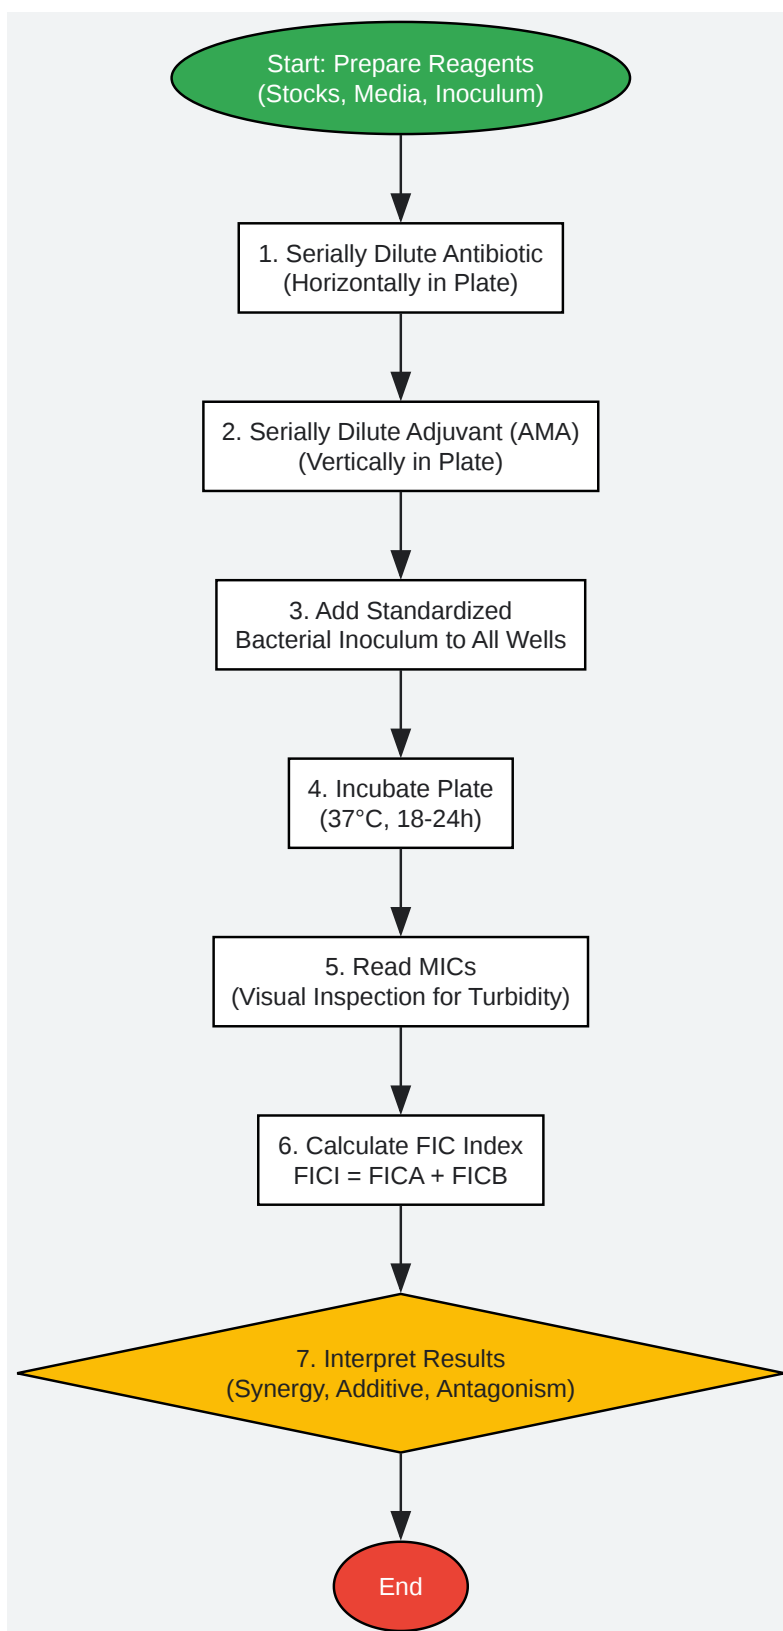 Start: Prepare Reagents
(Stocks, Media, Inoculum)
1. Serially Dilute Antibiotic
(Horizontally in Plate)
2. Serially Dilute Adjuvant (AMA)
(Vertically in Plate)
3. Add Standardized
Bacterial Inoculum to All Wells
4. Incubate Plate
(37°C, 18-24h)
5. Read MICs
(Visual Inspection for Turbidity)
6. Calculate FIC Index
FICI = FICA + FICB
7. Interpret Results
(Synergy, Additive, Antagonism)
End